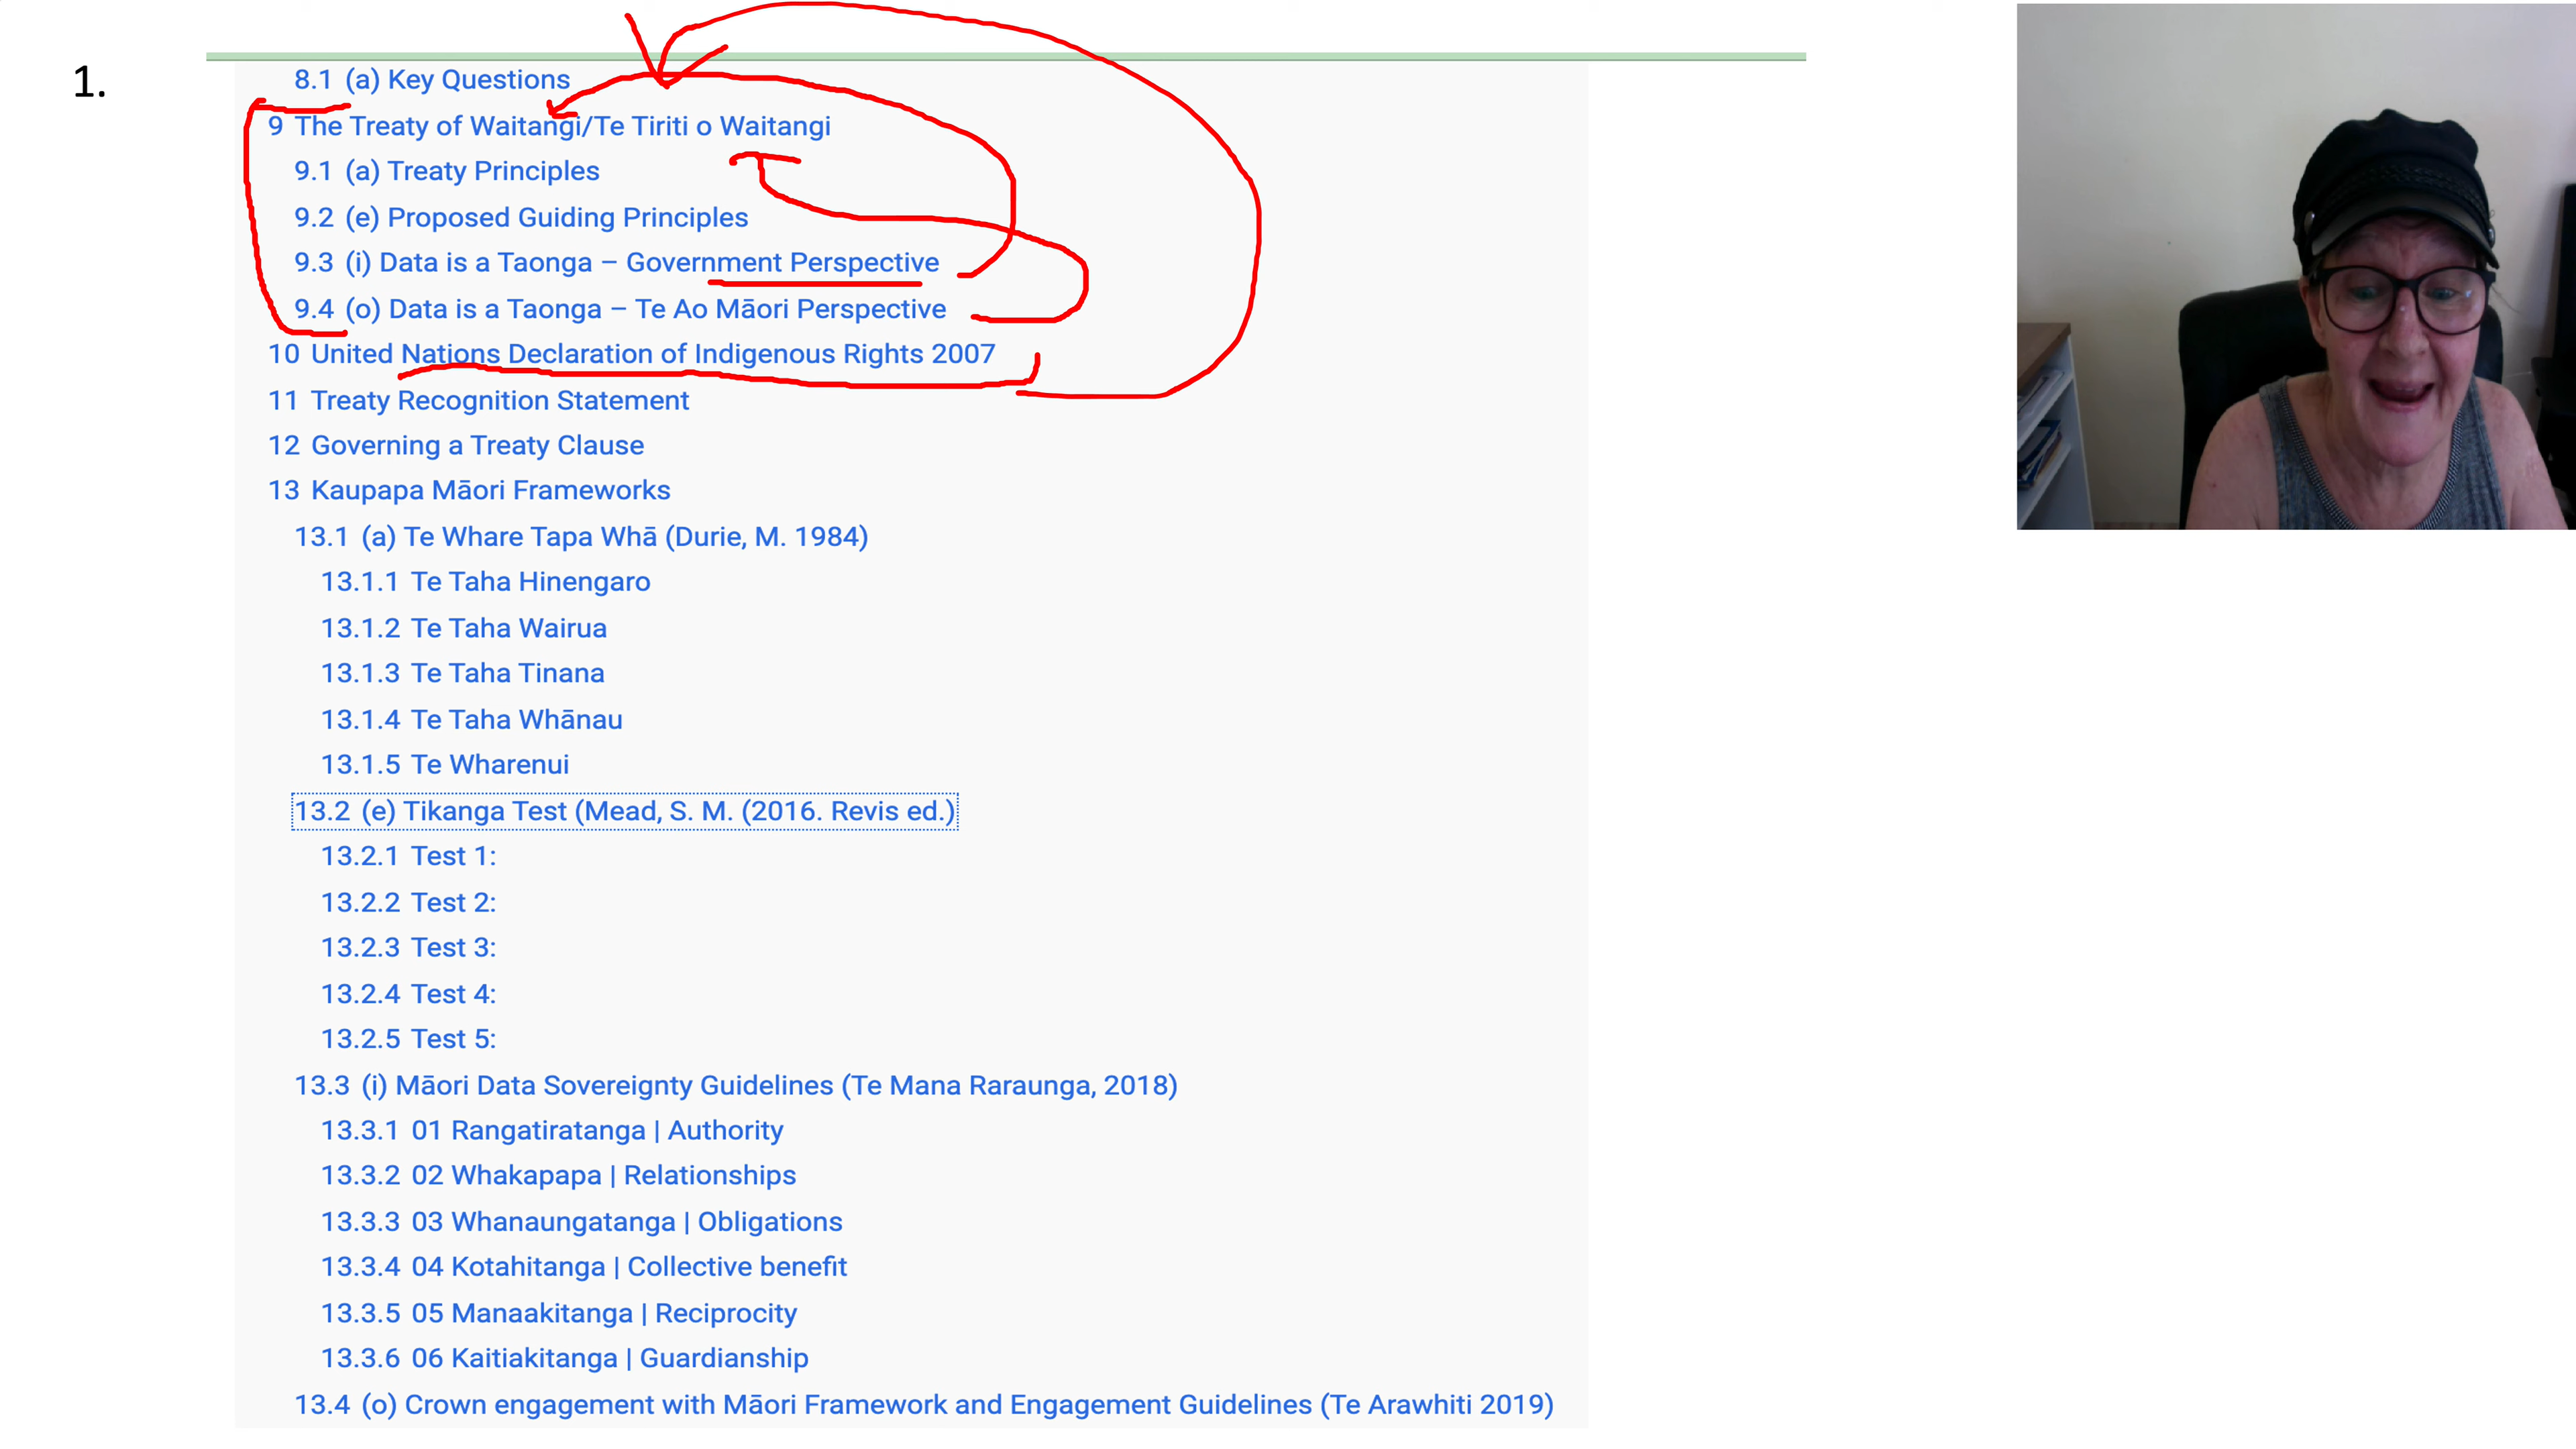 1.
8.1 (a) Key Questions
9 The Treaty of Waitangi/Te Tiriti o Waitangi
9.1 (a) Treaty Principles
9.2 (e) Proposed Guiding Principles
9.3 (i) Data is a Taonga – Government Perspective
9.4 (o) Data is a Taonga – Te Ao Māori Perspective
10 United Nations Declaration of Indigenous Rights 2007
11 Treaty Recognition Statement
12 Governing a Treaty Clause
13 Kaupapa Māori Frameworks
13.1 (a) Te Whare Tapa Whā (Durie, M. 1984)
13.1.1 Te Taha Hinengaro
13.1.2 Te Taha Wairua
13.1.3 Te Taha Tinana
13.1.4 Te Taha Whānau
13.1.5 Te Wharenui
13.2 (e) Tikanga Test (Mead, S. M. (2016. Revis ed.)
13.2.1 Test 1:
13.2.2 Test 2:
13.2.3 Test 3:
13.2.4 Test 4:
13.2.5 Test 5:
13.3 (i) Māori Data Sovereignty Guidelines (Te Mana Raraunga, 2018)
13.3.1 01 Rangatiratanga | Authority
13.3.2 02 Whakapapa | Relationships
13.3.3 03 Whanaungatanga | Obligations
13.3.4 04 Kotahitanga | Collective benefit
13.3.5 05 Manaakitanga | Reciprocity
13.3.6 06 Kaitiakitanga | Guardianship
13.4 (o) Crown engagement with Māori Framework and Engagement Guidelines (Te Arawhiti 2019)